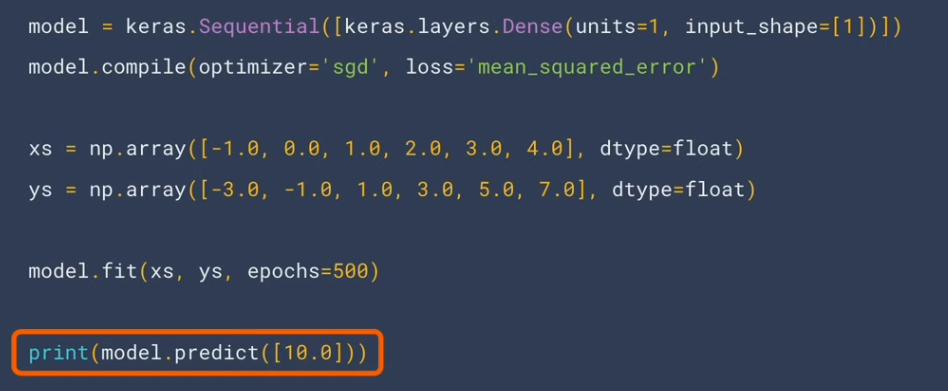 model = keras.Sequential([keras.layers.Dense(units=1, input_shape=[1])])
model.compile(optimizer='sgd', loss='mean_squared_error')
xs = np.array([-1.0, 0.0, 1.0, 2.0, 3.0, 4.0], dtype=float)
ys = np.array([-3.0, -1.0, 1.0, 3.0, 5.0, 7.0], dtype=float)
model.fit(xs, ys, epochs=500)
print(model.predict([10.0]))